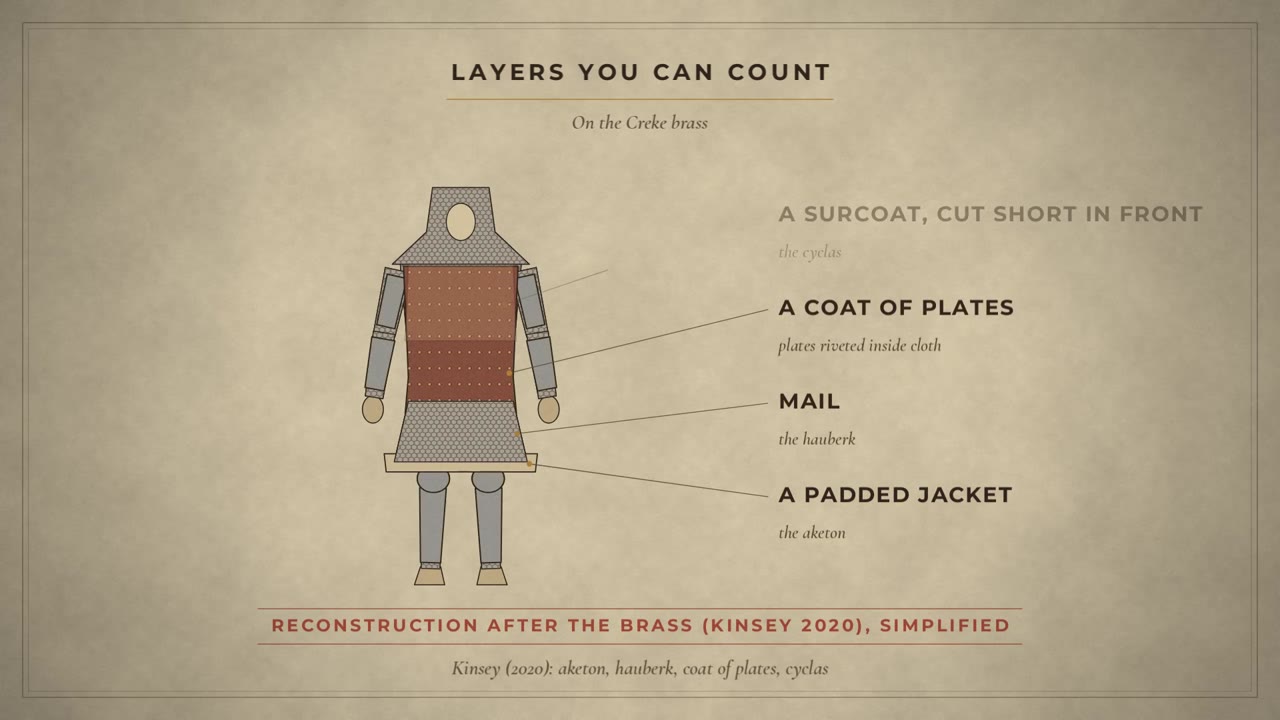 LAYERS YOU CAN COUNT
On the Creke brass
A SURCOAT, CUT SHORT IN FRONT
the cyclas
A COAT OF PLATES
plates riveted inside cloth
MAIL
the hauberk
A PADDED JACKET
the aketon
RECONSTRUCTION AFTER THE BRASS (KINSEY 2020), SIMPLIFIED
Kinsey (2020): aketon, hauberk, coat of plates, cyclas